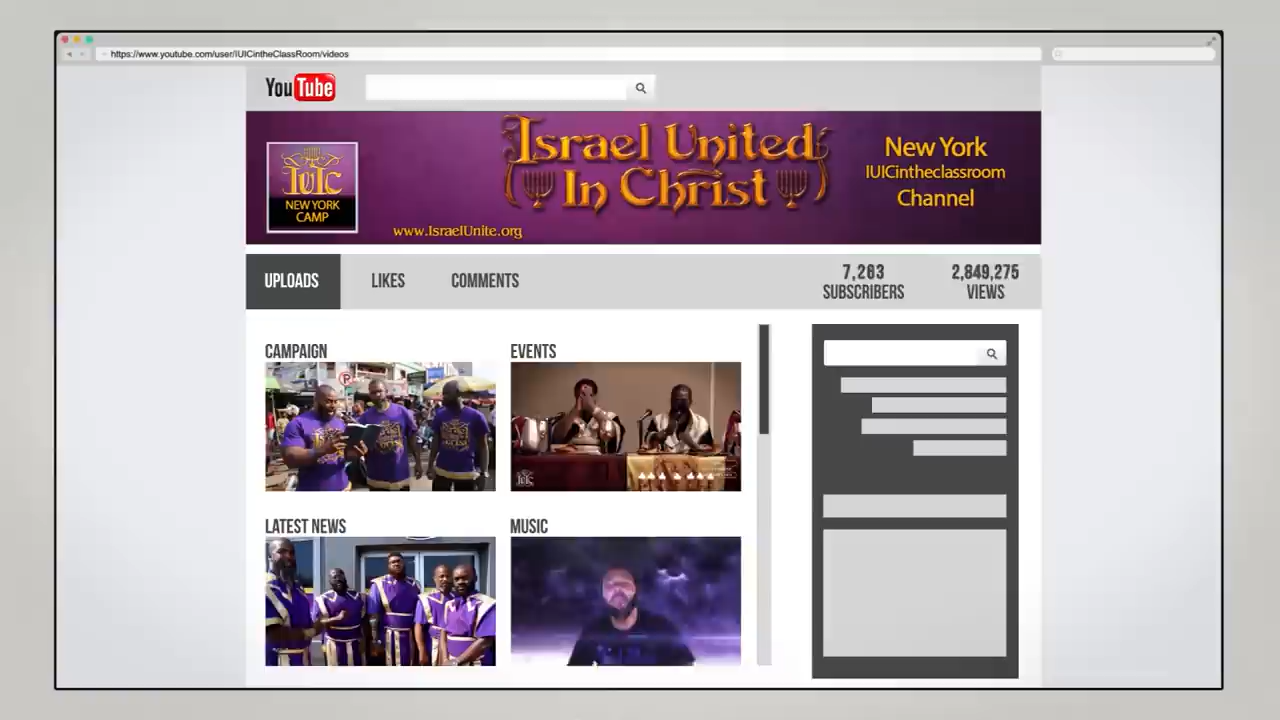 https://www.youtube.com/user/IUICintheClassRoom/videos
YouTube
IUIC
NEW YORK
CAMP
Israel United
In Christ
www.IsraelUnite.org
New York
IUICintheclassroom
Channel
UPLOADS
LIKES
COMMENTS
7,263
SUBSCRIBERS
2,849,275
VIEWS
CAMPAIGN
EVENTS
LATEST NEWS
MUSIC